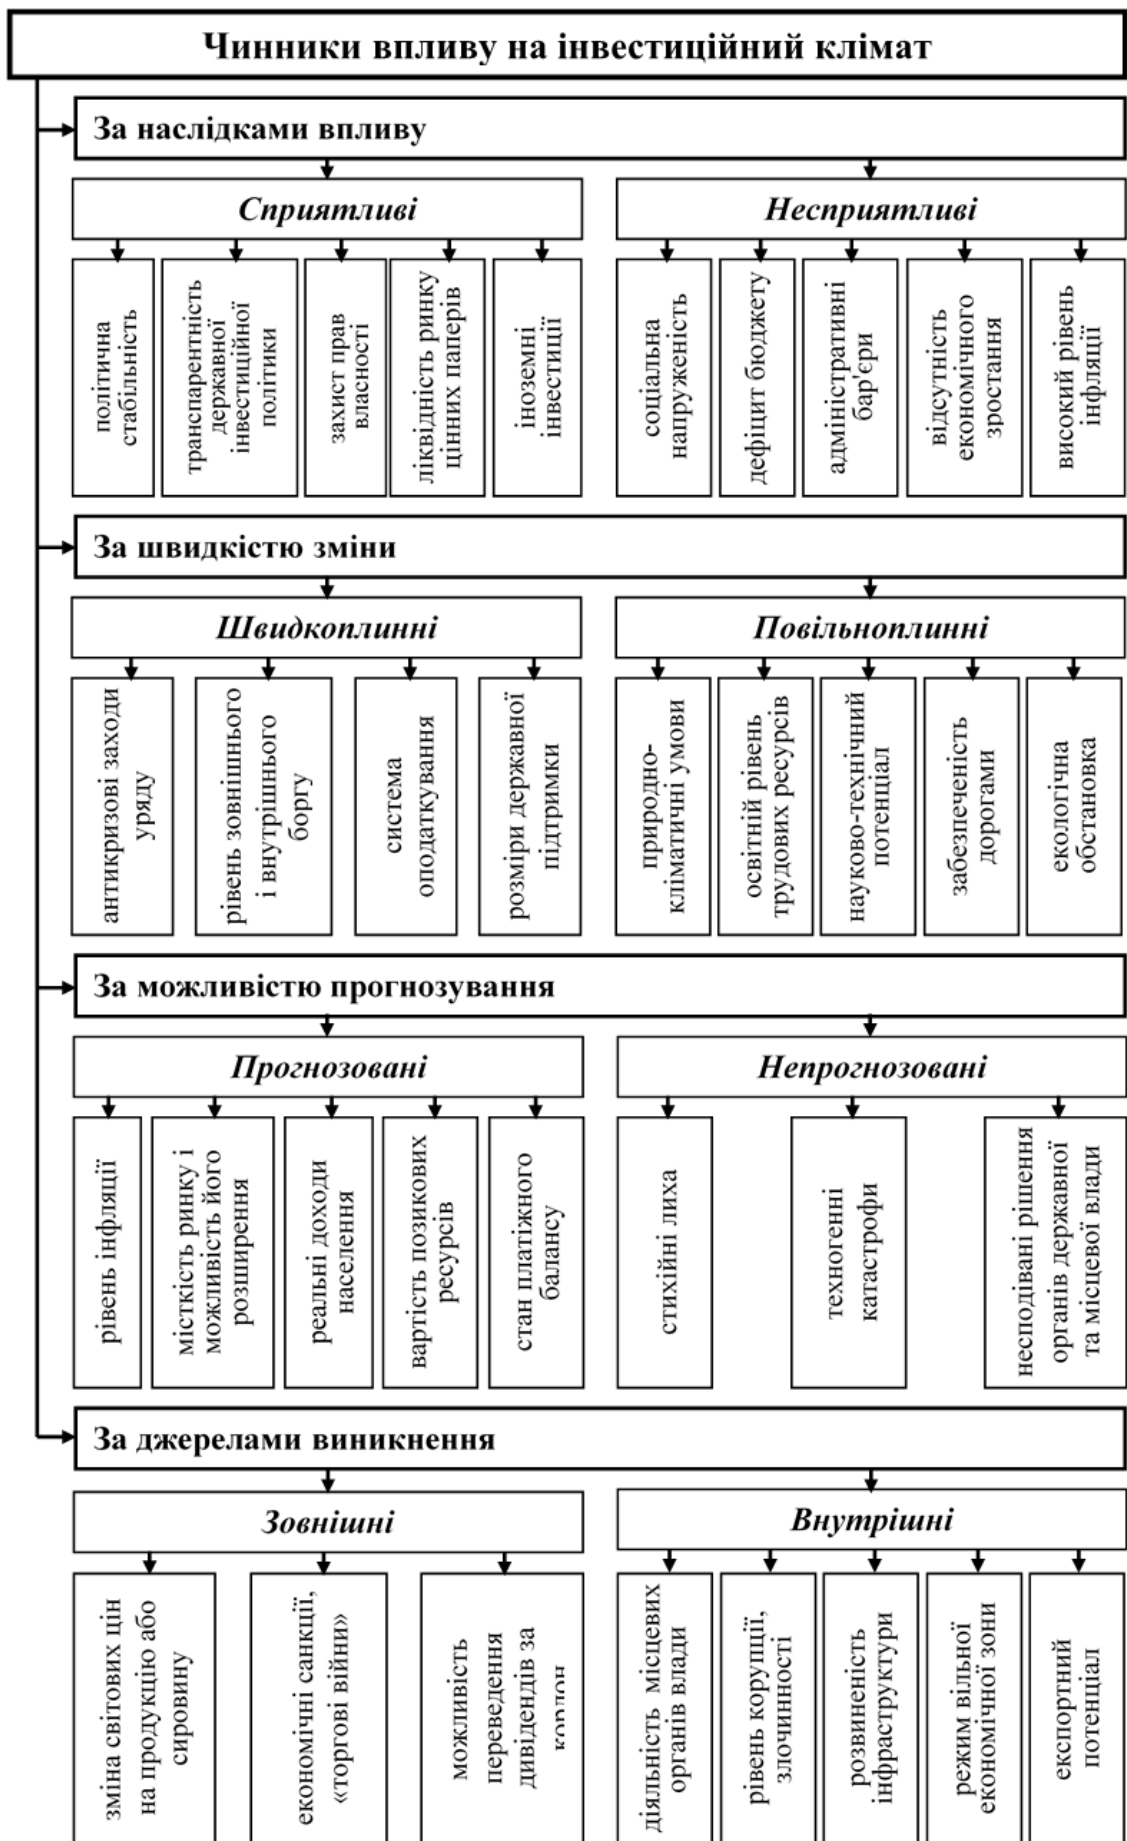 Чинники впливу на інвестиційний клімат
За наслідками впливу
Сприятливі
Несприятливі
політична
стабільність
транспарентність
державної
інвестиційної
політики
захист прав
власності
ліквідність ринку
цінних паперів
іноземні
інвестиції
соціальна
напруженість
дефіцит бюджету
адміністративні
бар'єри
відсутність
економічного
зростання
високий рівень
інфляції
За швидкістю зміни
Швидкоплинні
Повільноплинні
антикризові заходи
уряду
рівень зовнішнього
і внутрішнього
боргу
система
оподаткування
розміри державної
підтримки
природно-
кліматичні умови
освітній рівень
трудових ресурсів
науково-технічний
потенціал
забезпеченість
дорогами
екологічна
обстановка
За можливістю прогнозування
Прогнозовані
Непрогнозовані
рівень інфляції
місткість ринку і
можливість його
розширення
реальні доходи
населення
вартість позикових
ресурсів
стан платіжного
балансу
стихійні лиха
техногенні
катастрофи
несподівані рішення
органів державної
та місцевої влади
За джерелами виникнення
Зовнішні
Внутрішні
зміна світових цін
на продукцію або
сировину
економічні санкції,
«торгові війни»
можливість
переведення
дивідендів за
кордон
діяльність місцевих
органів влади
рівень корупції,
злочинності
розвиненість
інфраструктури
режим вільної
економічної зони
експортний
потенціал